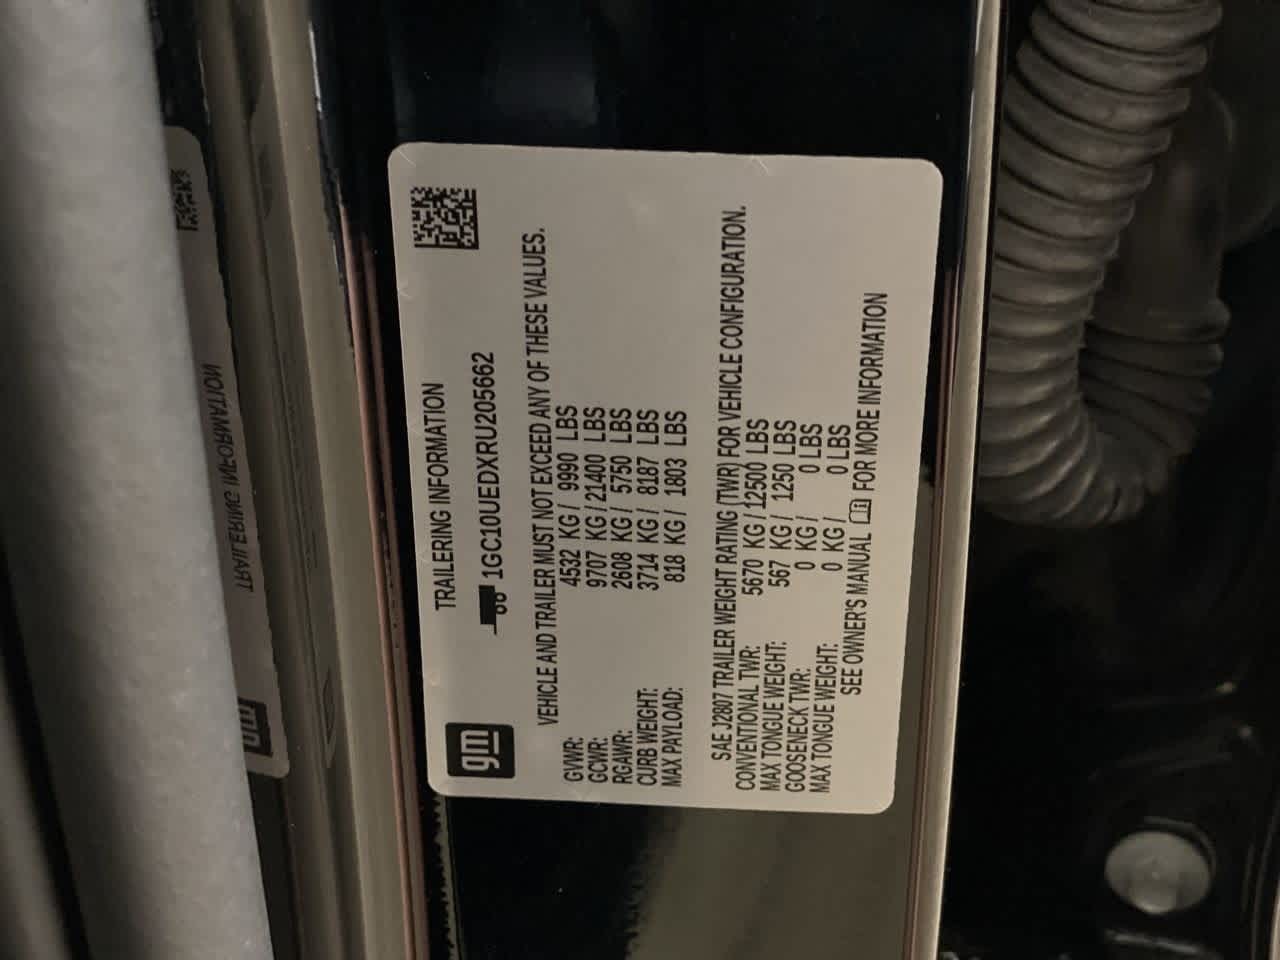 gm
TRAILERING INFORMATION
1GC10UEDXRU205662
VEHICLE AND TRAILER MUST NOT EXCEED ANY OF THESE VALUES.
GVWR: 4532 KG / 9990 LBS
GCWR: 9707 KG / 21400 LBS
RGAWR: 2608 KG / 5750 LBS
CURB WEIGHT: 3714 KG / 8187 LBS
MAX PAYLOAD: 818 KG / 1803 LBS
SAE J2807 TRAILER WEIGHT RATING (TWR) FOR VEHICLE CONFIGURATION.
CONVENTIONAL TWR: 5670 KG / 12500 LBS
MAX TONGUE WEIGHT: 567 KG / 1250 LBS
GOOSENECK TWR: 0 KG / 0 LBS
MAX TONGUE WEIGHT: 0 KG / 0 LBS
SEE OWNER'S MANUAL FOR MORE INFORMATION
gm
TRAILERING INFORMATION